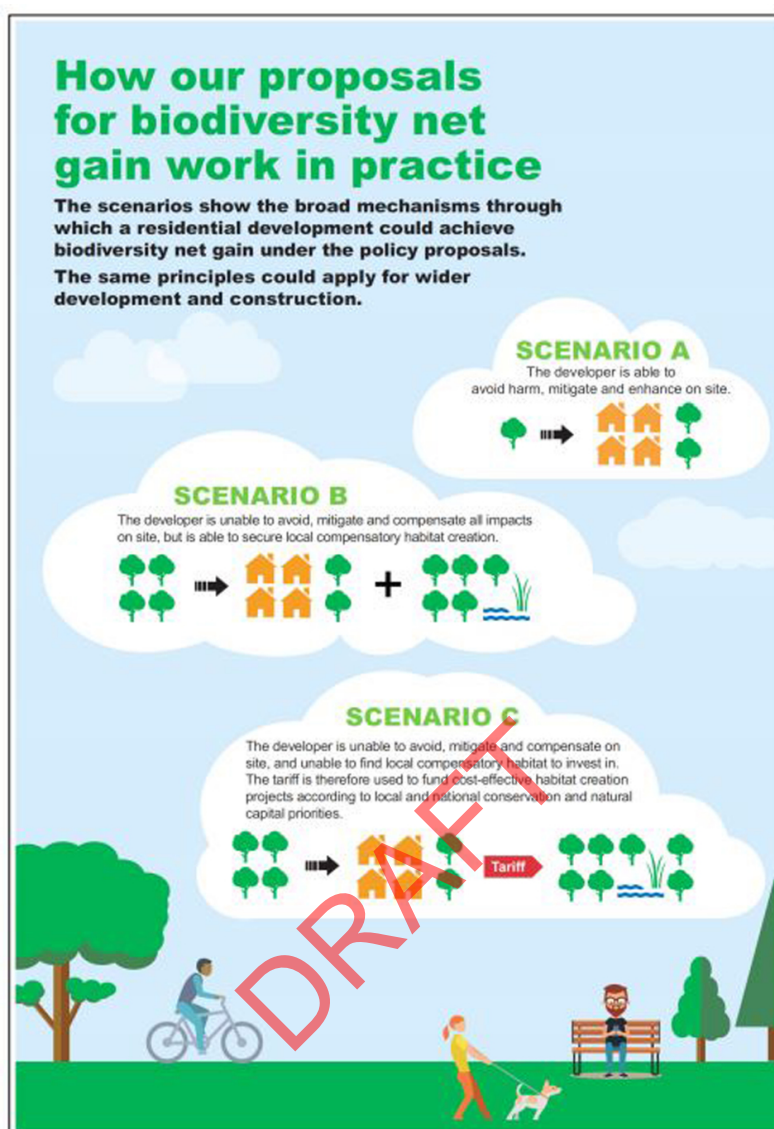 How our proposals
for biodiversity net
gain work in practice
The scenarios show the broad mechanisms through
which a residential development could achieve
biodiversity net gain under the policy proposals.
The same principles could apply for wider
development and construction.
SCENARIO A
The developer is able to
avoid harm, mitigate and enhance on site.
SCENARIO B
The developer is unable to avoid, mitigate and compensate all impacts
on site, but is able to secure local compensatory habitat creation.
+
SCENARIO C
The developer is unable to avoid, mitigate and compensate on
site, and unable to find local compensatory habitat to invest in.
The tariff is therefore used to fund cost-effective habitat creation
projects according to local and national conservation and natural
capital priorities.
Tariff
DRAFT